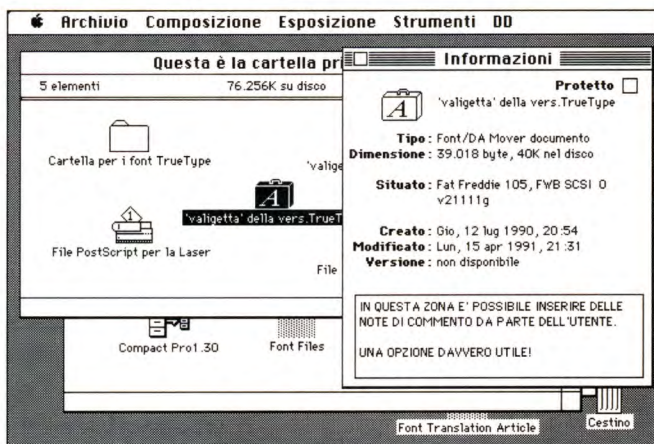 Archivio Composizione Esposizione Strumenti DD
Questa è la cartella
5 elementi 76.256K su disco
Cartella per i font TrueType
'valigetta' della vers.
File PostScript per la Laser
File
Compact Pro1.30
Font Files
Font Translation Article
Cestino
Informazioni
Protetto
'valigetta' della vers.TrueType
Tipo : Font/DA Mover documento
Dimensione : 39.018 byte, 40K nel disco
Situato : Fat Freddie 105, FWB SCSI 0
v21111g
Creato : Gio, 12 lug 1990, 20:54
Modificato : Lun, 15 apr 1991, 21:31
Versione : non disponibile
IN QUESTA ZONA E' POSSIBILE INSERIRE DELLE
NOTE DI COMMENTO DA PARTE DELL'UTENTE.
UNA OPZIONE DAVVERO UTILE!